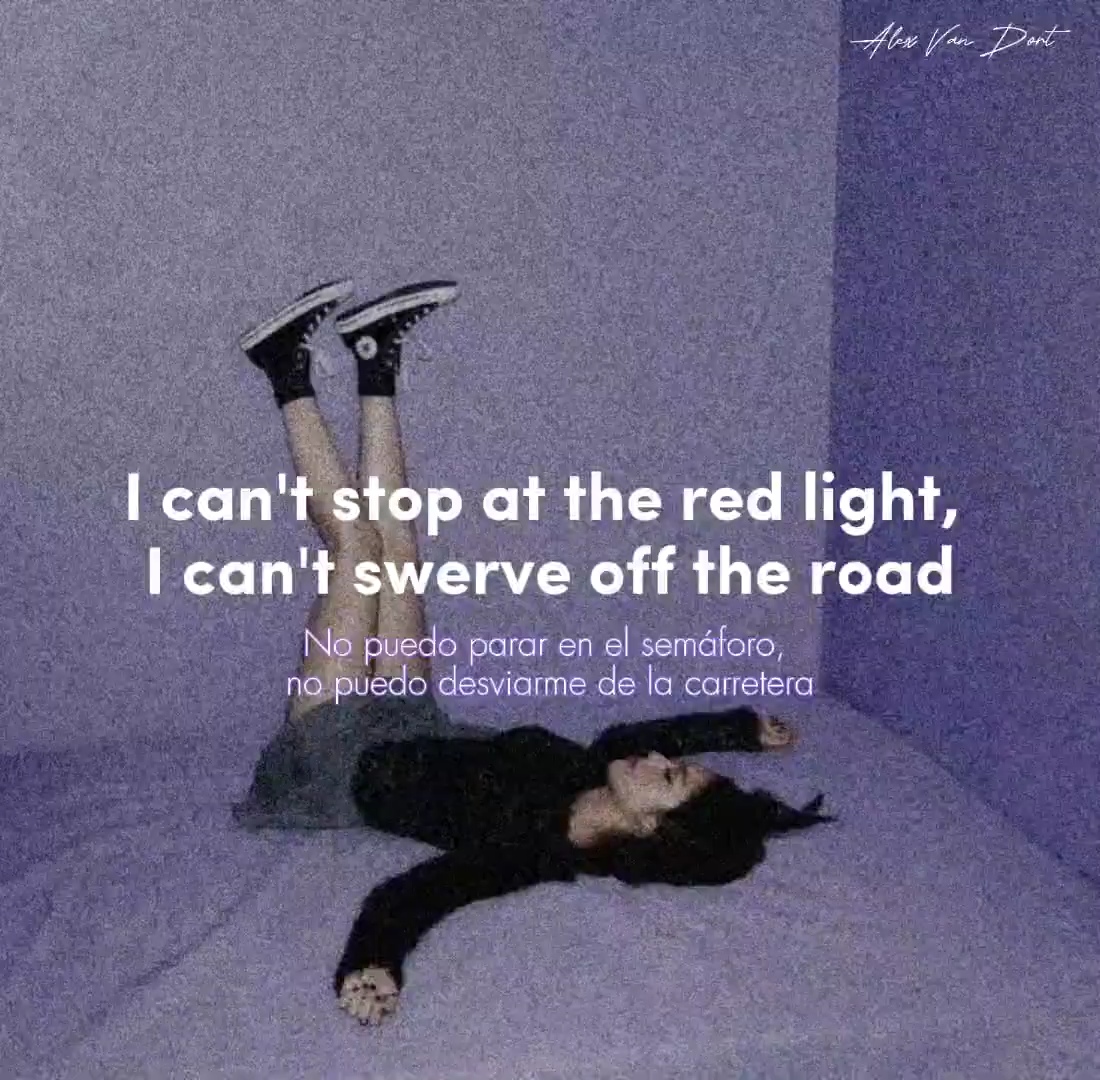 Alex Van Dont
I can't stop at the red light,
I can't swerve off the road
No puedo parar en el semáforo,
no puedo desviarme de la carretera